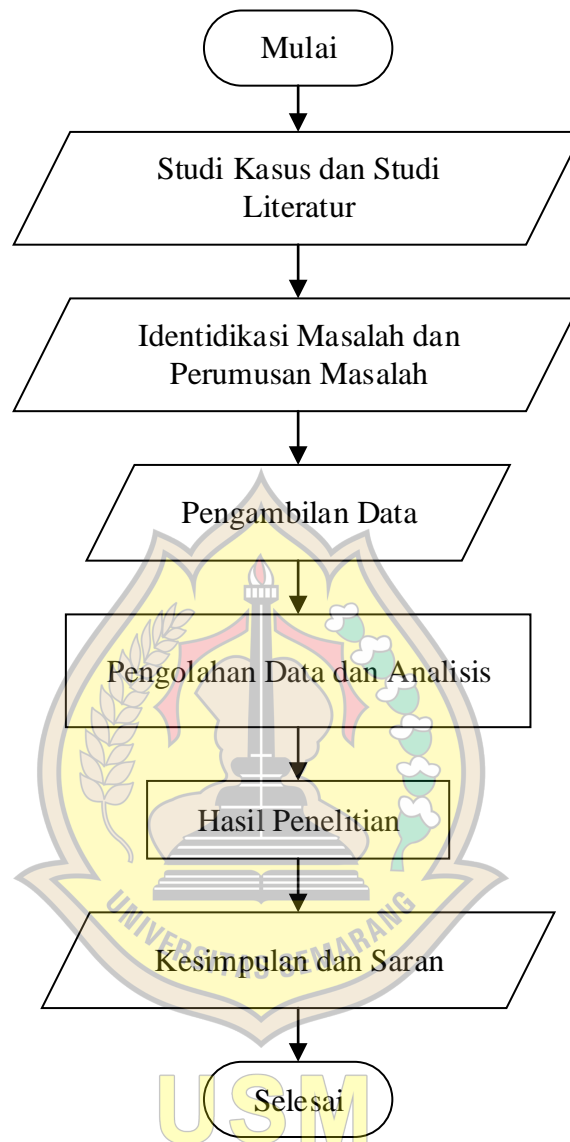 Mulai
Studi Kasus dan Studi
Literatur
Identidikasi Masalah dan
Perumusan Masalah
Pengambilan Data
Pengolahan Data dan Analisis
Hasil Penelitian
UNIVERSITAS SEMARANG
Kesimpulan dan Saran
USM
Selesai